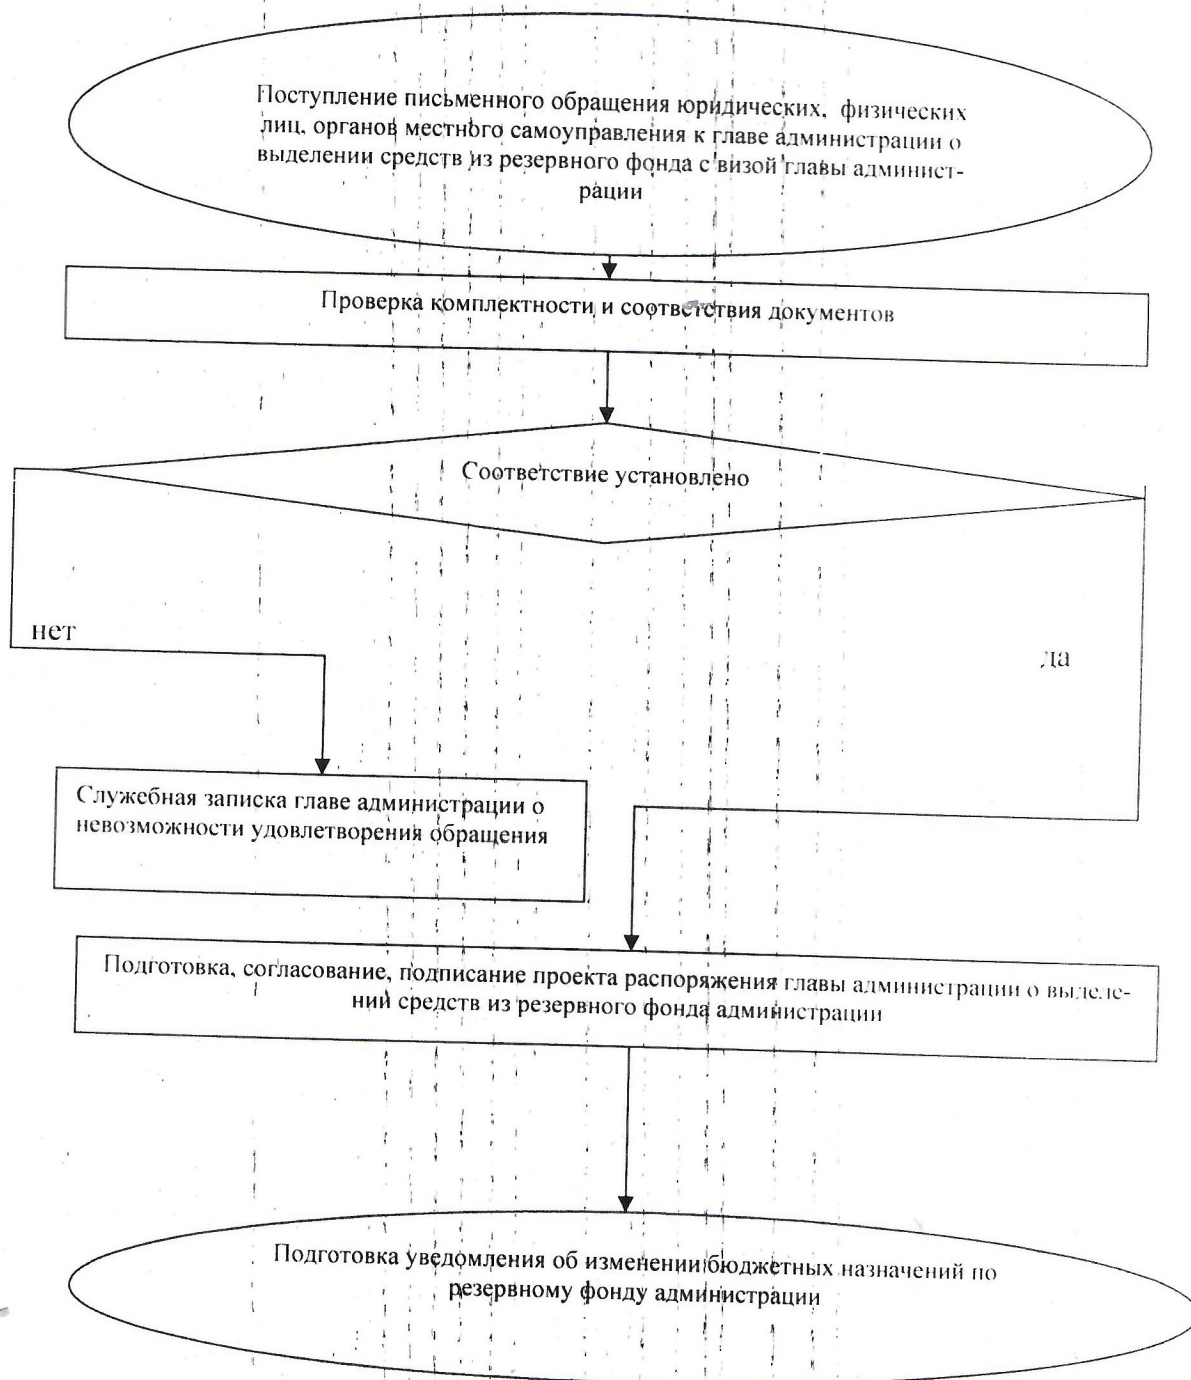 Поступление письменного обращения юридических, физических
лиц, органов местного самоуправления к главе администрации о
выделении средств из резервного фонда с визой главы админист-
рации
Проверка комплектности и соответствия документов
Соответствие установлено
нет
да
Служебная записка главе администрации о
невозможности удовлетворения обращения
Подготовка, согласование, подписание проекта распоряжения главы администрации о выделе-
ний средств из резервного фонда администрации
Подготовка уведомления об изменении бюджетных назначений по
резервному фонду администрации